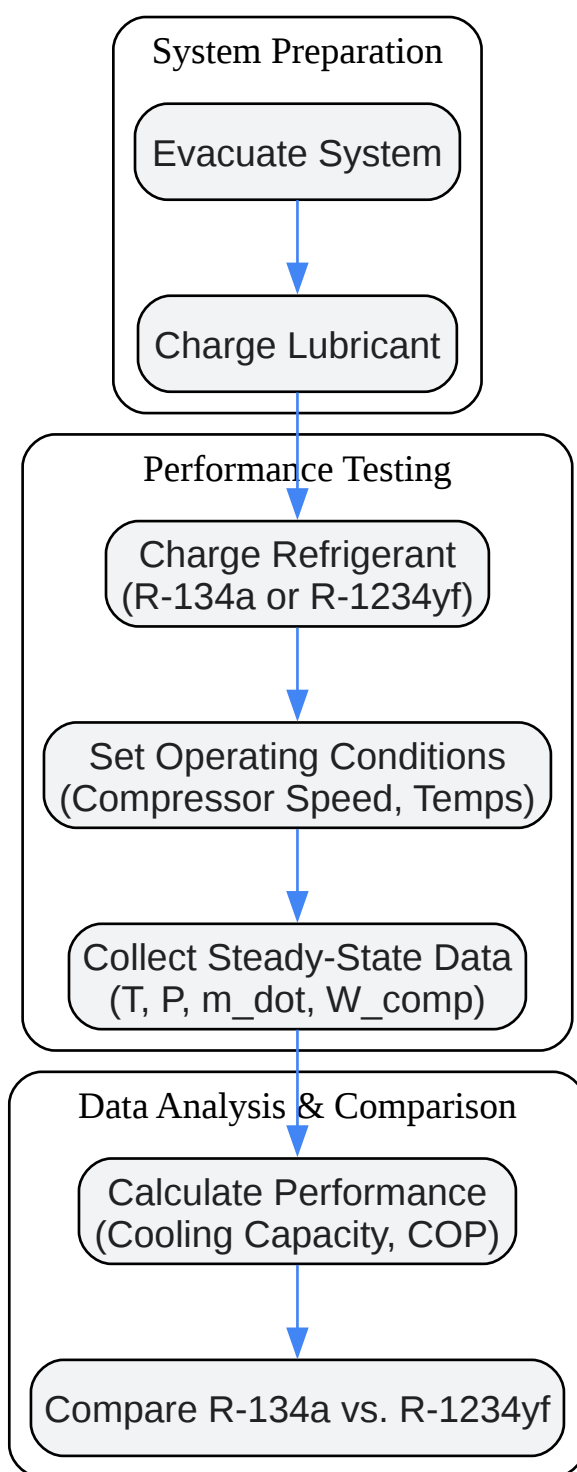 System Preparation
Evacuate System
Charge Lubricant
Performance Testing
Charge Refrigerant
(R-134a or R-1234yf)
Set Operating Conditions
(Compressor Speed, Temps)
Collect Steady-State Data
(T, P, m_dot, W_comp)
Data Analysis & Comparison
Calculate Performance
(Cooling Capacity, COP)
Compare R-134a vs. R-1234yf